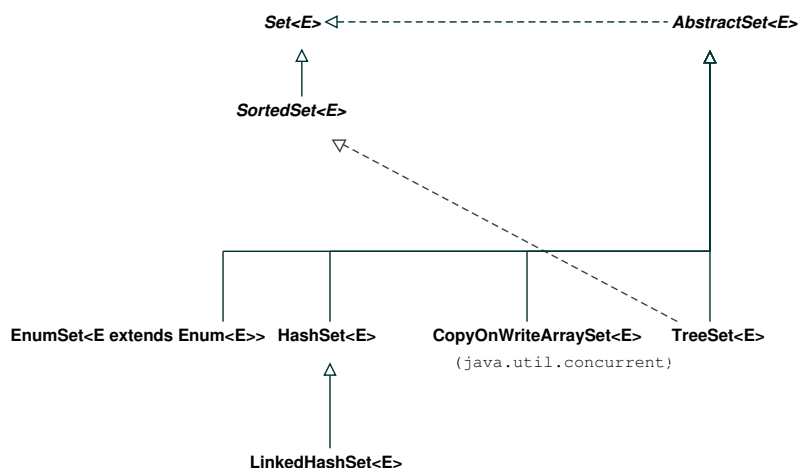 Set<E>
AbstractSet<E>
SortedSet<E>
EnumSet<E extends Enum<E>>
HashSet<E>
CopyOnWriteArraySet<E>
TreeSet<E>
(java.util.concurrent)
LinkedHashSet<E>